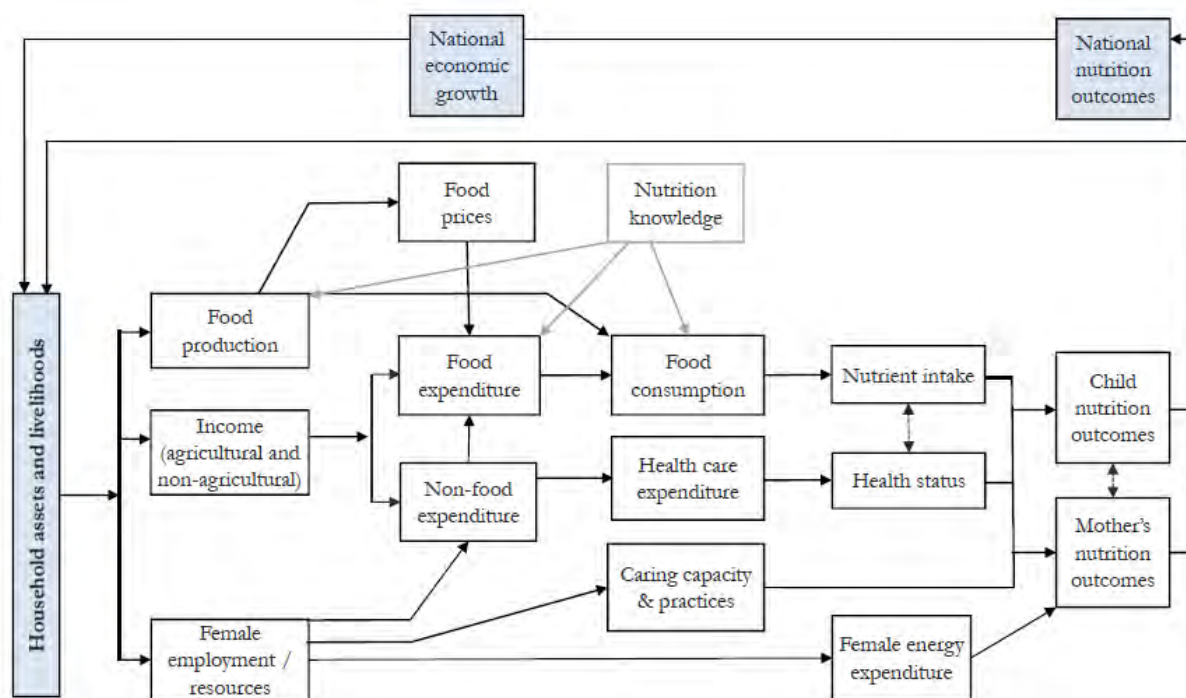 National
economic
growth
National
nutrition
outcomes
Food
prices
Nutrition
knowledge
Household assets and livelihoods
Food
production
Food
expenditure
Food
consumption
Nutrient intake
Child
nutrition
outcomes
Income
(agricultural and
non-agricultural)
Non-food
expenditure
Health care
expenditure
Health status
Mother's
nutrition
outcomes
Caring capacity
& practices
Female
employment /
resources
Female energy
expenditure